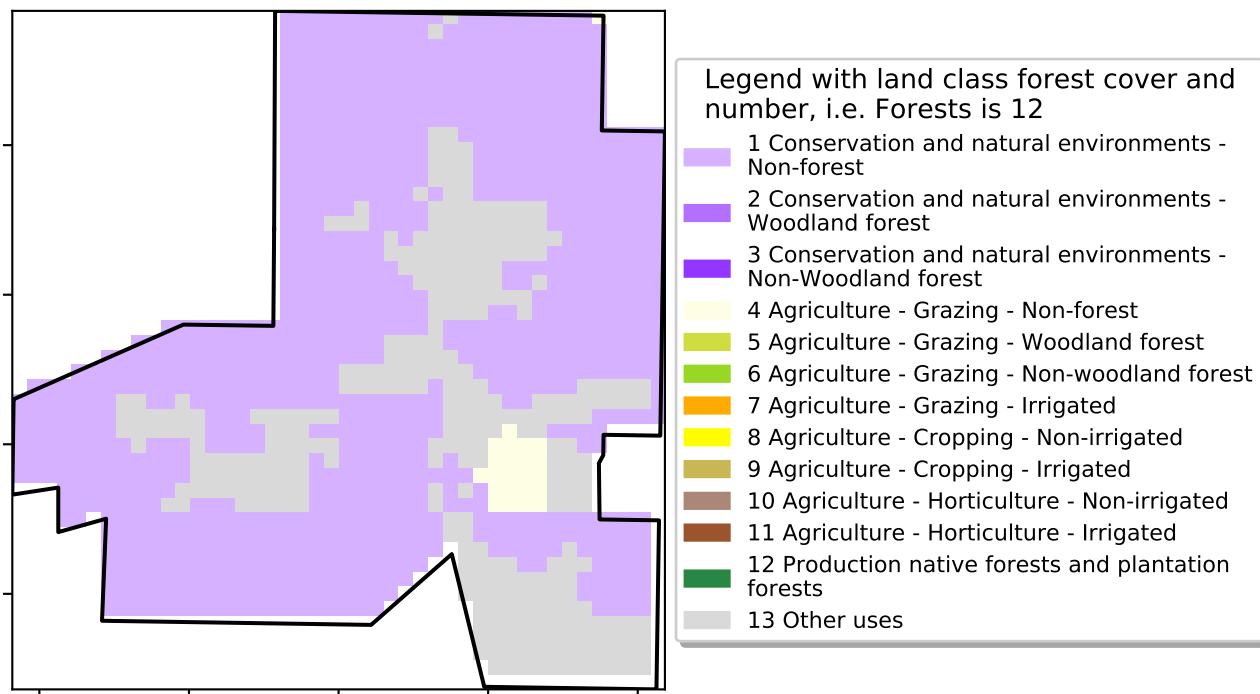 Legend with land class forest cover and
number, i.e. Forests is 12
1 Conservation and natural environments -
Non-forest
2 Conservation and natural environments -
Woodland forest
3 Conservation and natural environments -
Non-Woodland forest
4 Agriculture - Grazing - Non-forest
5 Agriculture - Grazing - Woodland forest
6 Agriculture - Grazing - Non-woodland forest
7 Agriculture - Grazing - Irrigated
8 Agriculture - Cropping - Non-irrigated
9 Agriculture - Cropping - Irrigated
10 Agriculture - Horticulture - Non-irrigated
11 Agriculture - Horticulture - Irrigated
12 Production native forests and plantation
forests
13 Other uses